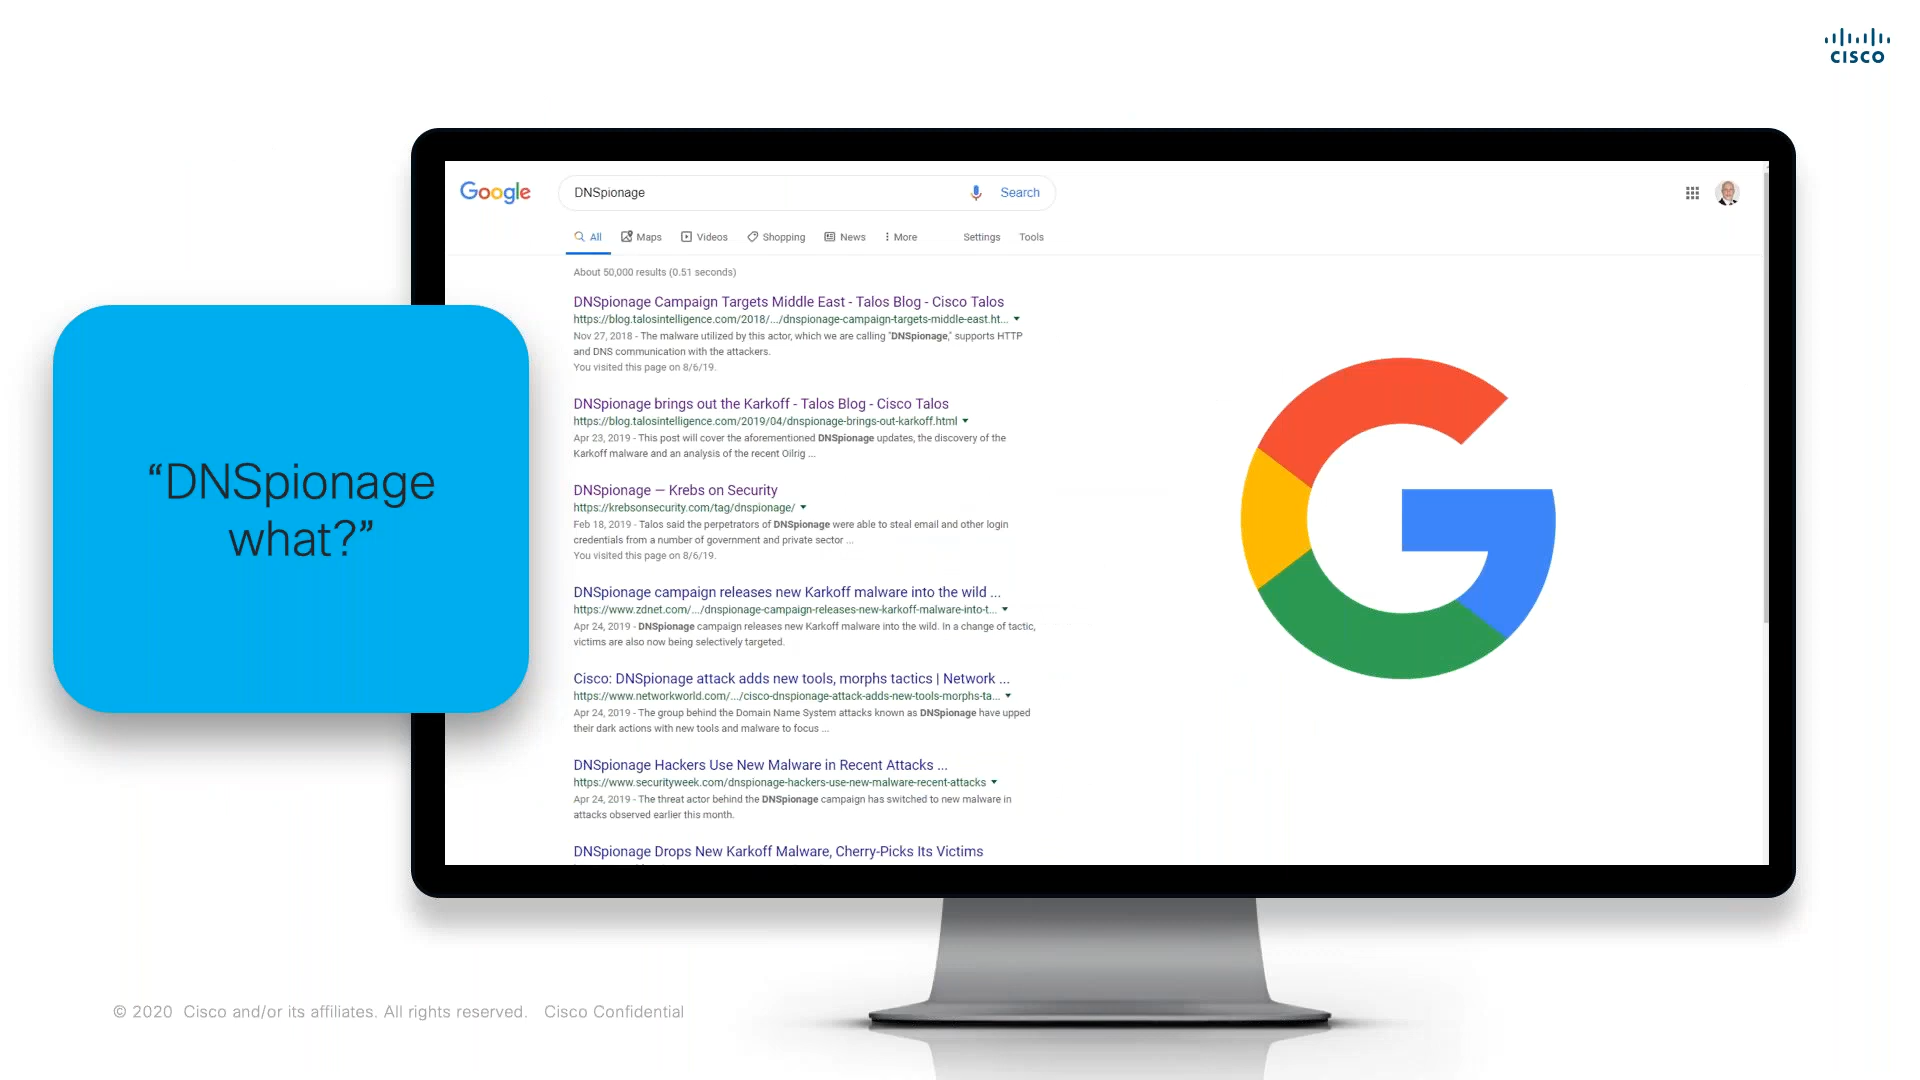 CISCO
Google
DNSpionage
Search
All
Maps
Videos
Shopping
News
More
Settings
Tools
About 50,000 results (0.51 seconds)
DNSpionage Campaign Targets Middle East - Talos Blog - Cisco Talos
https://blog.talosintelligence.com/2018/.../dnspionage-campaign-targets-middle-east.ht...
Nov 27, 2018 - The malware utilized by this actor, which we are calling "DNSpionage," supports HTTP
and DNS communication with the attackers.
You visited this page on 8/6/19.
DNSpionage brings out the Karkoff - Talos Blog - Cisco Talos
https://blog.talosintelligence.com/2019/04/dnspionage-brings-out-karkoff.html
Apr 23, 2019 - This post will cover the aforementioned DNSpionage updates, the discovery of the
Karkoff malware and an analysis of the recent Oilrig ...
DNSpionage — Krebs on Security
https://krebsonsecurity.com/tag/dnspionage/
Feb 18, 2019 - Talos said the perpetrators of DNSpionage were able to steal email and other login
credentials from a number of government and private sector ...
You visited this page on 8/6/19.
DNSpionage campaign releases new Karkoff malware into the wild ...
https://www.zdnet.com/.../dnspionage-campaign-releases-new-karkoff-malware-into-t...
Apr 24, 2019 - DNSpionage campaign releases new Karkoff malware into the wild. In a change of tactic,
victims are also now being selectively targeted.
Cisco: DNSpionage attack adds new tools, morphs tactics | Network ...
https://www.networkworld.com/.../cisco-dnspionage-attack-adds-new-tools-morphs-ta...
Apr 24, 2019 - The group behind the Domain Name System attacks known as DNSpionage have upped
their dark actions with new tools and malware to focus ...
DNSpionage Hackers Use New Malware in Recent Attacks ...
https://www.securityweek.com/dnspionage-hackers-use-new-malware-recent-attacks
Apr 24, 2019 - The threat actor behind the DNSpionage campaign has switched to new malware in
attacks observed earlier this month.
DNSpionage Drops New Karkoff Malware, Cherry-Picks Its Victims
“DNSpionage
what?”
© 2020 Cisco and/or its affiliates. All rights reserved. Cisco Confidential